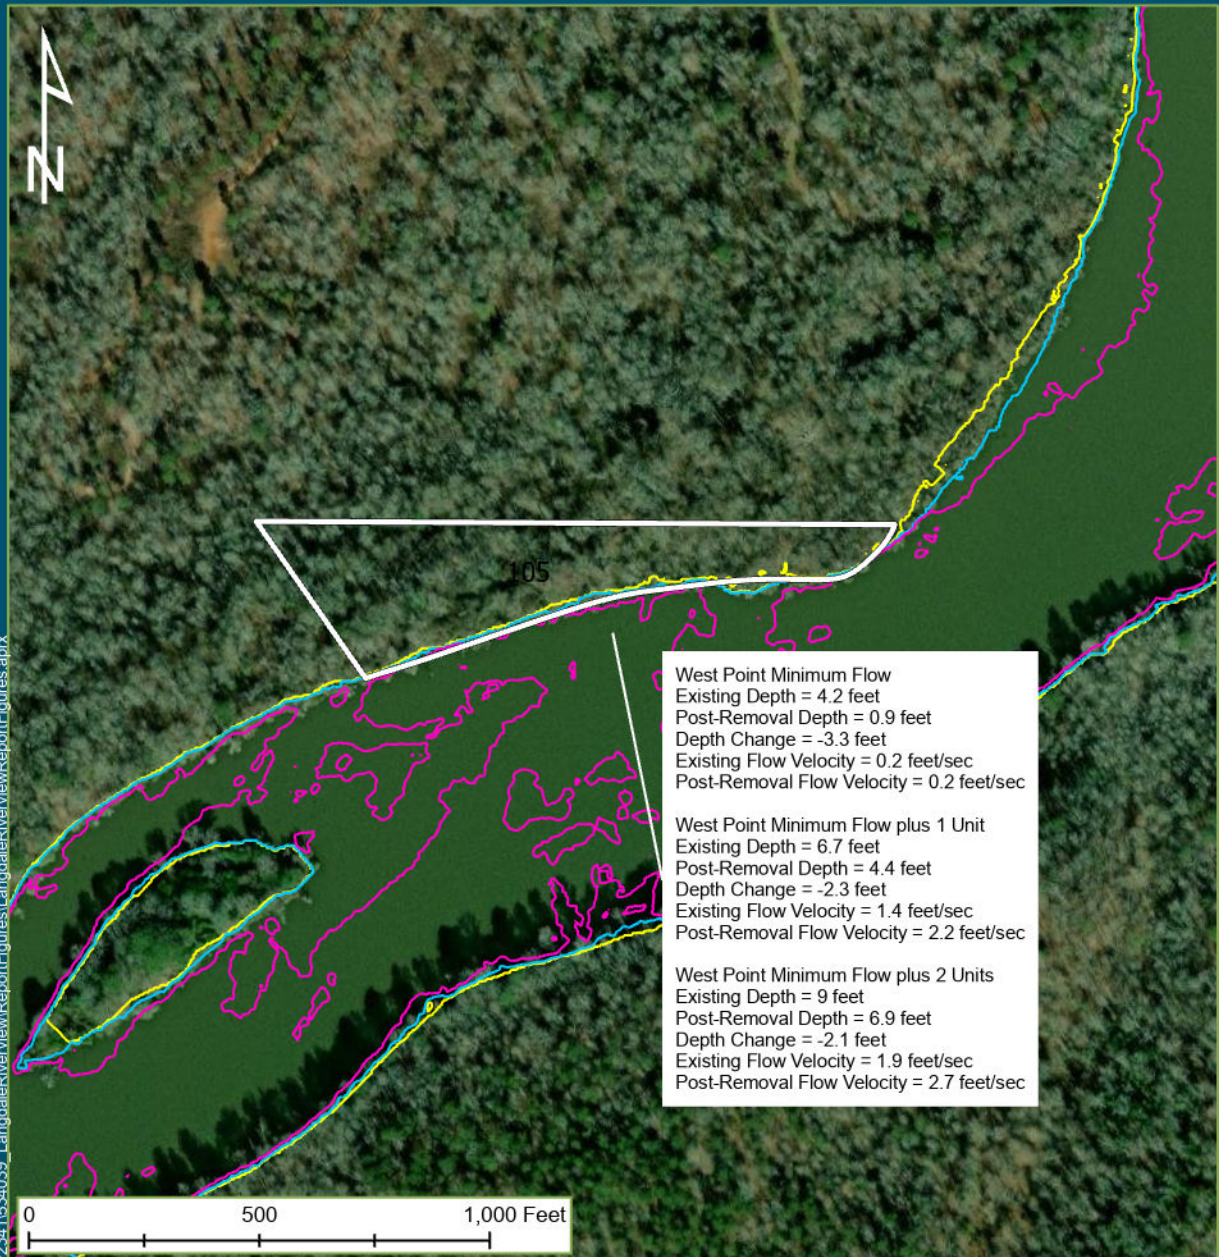 N
105
West Point Minimum Flow
Existing Depth = 4.2 feet
Post-Removal Depth = 0.9 feet
Depth Change = -3.3 feet
Existing Flow Velocity = 0.2 feet/sec
Post-Removal Flow Velocity = 0.2 feet/sec
West Point Minimum Flow plus 1 Unit
Existing Depth = 6.7 feet
Post-Removal Depth = 4.4 feet
Depth Change = -2.3 feet
Existing Flow Velocity = 1.4 feet/sec
Post-Removal Flow Velocity = 2.2 feet/sec
West Point Minimum Flow plus 2 Units
Existing Depth = 9 feet
Post-Removal Depth = 6.9 feet
Depth Change = -2.1 feet
Existing Flow Velocity = 1.9 feet/sec
Post-Removal Flow Velocity = 2.7 feet/sec
0 500 1,000 Feet